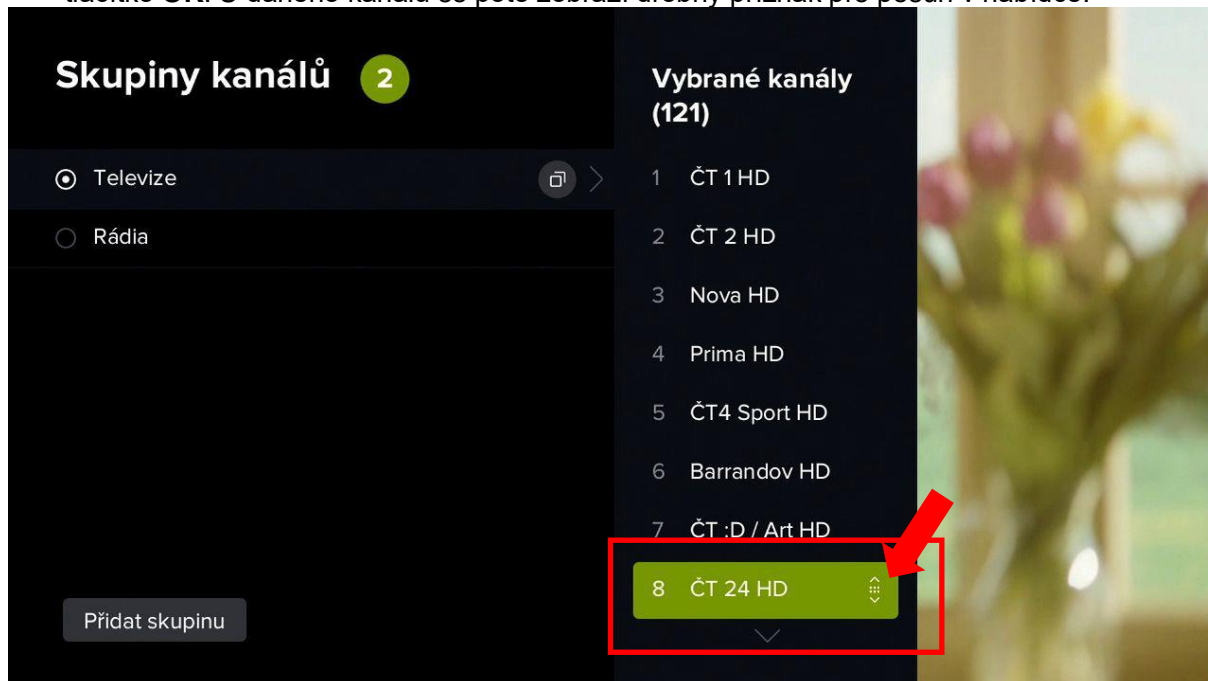 Skupiny kanálů 2
Televize
Rádia
Přidat skupinu
Vybrané kanály
(121)
1 ČT 1 HD
2 ČT 2 HD
3 Nova HD
4 Prima HD
5 ČT4 Sport HD
6 Barrandov HD
7 ČT :D / Art HD
8 ČT 24 HD